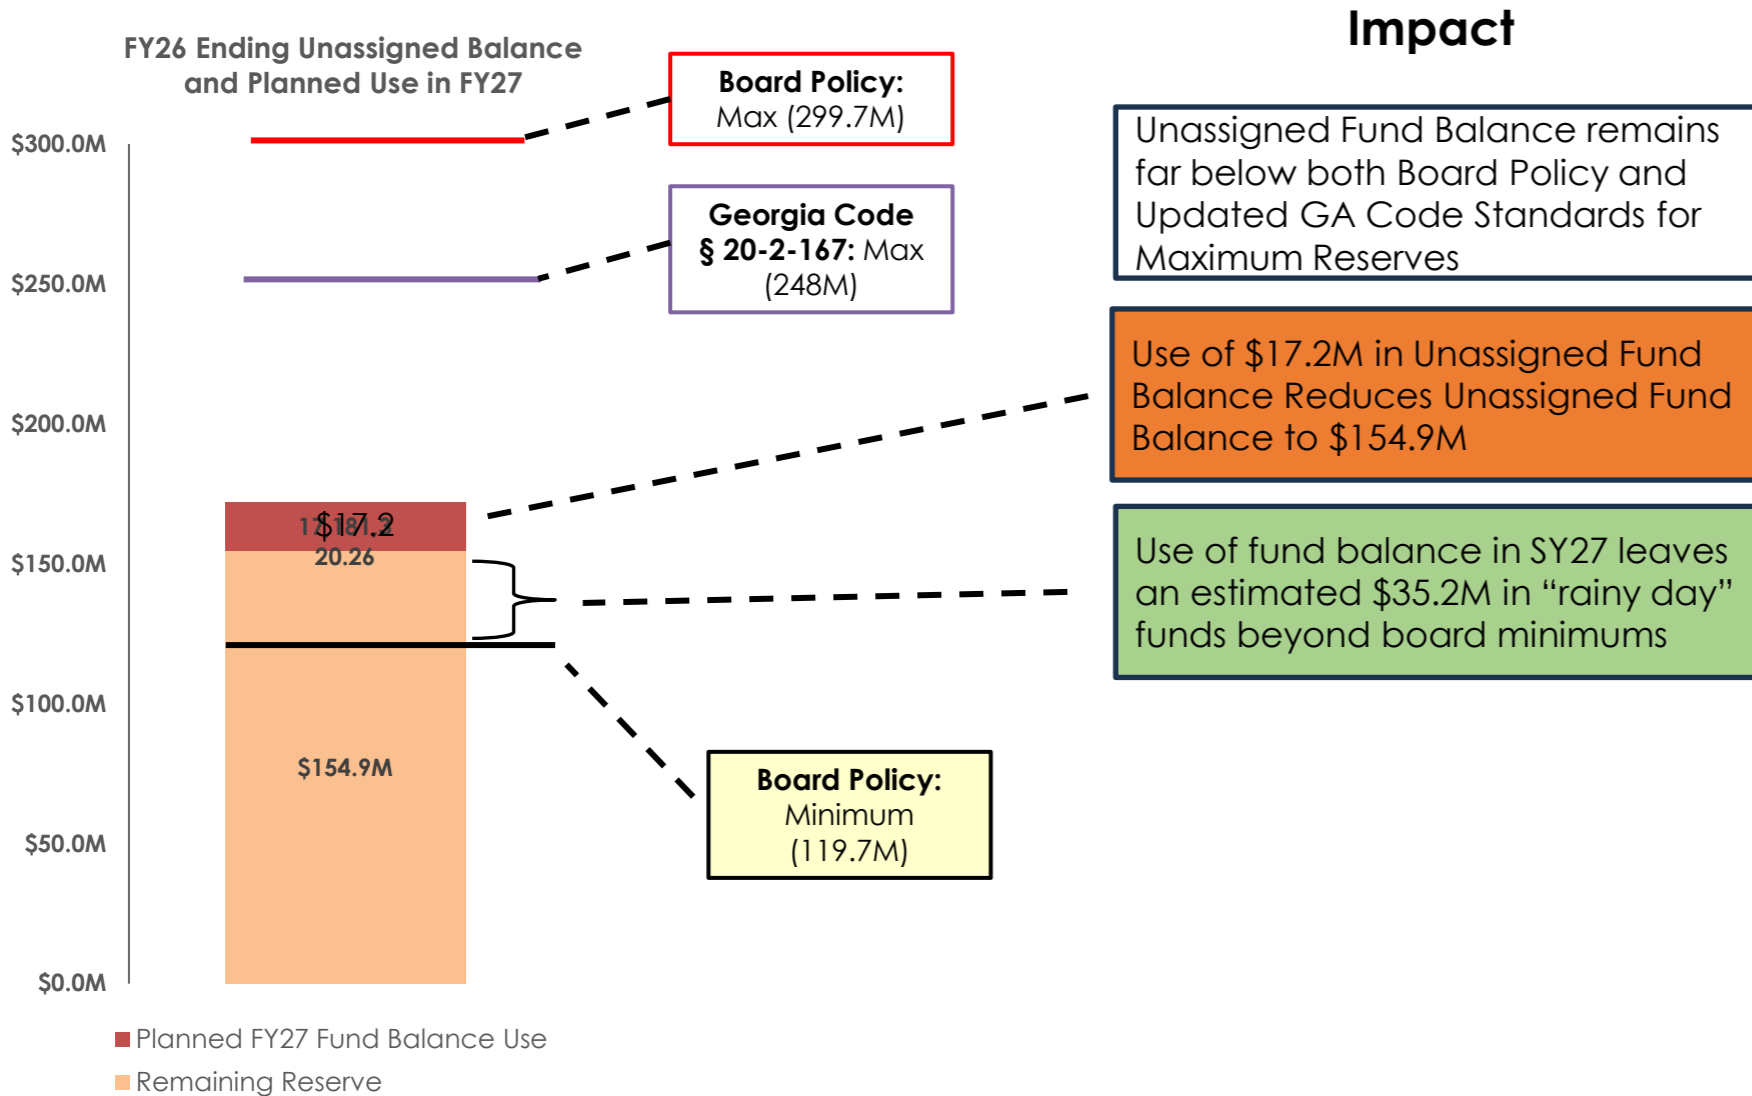 Impact
FY26 Ending Unassigned Balance
and Planned Use in FY27
Board Policy:
Max (299.7M)
Georgia Code
§ 20-2-167: Max
(248M)
$300.0M
$250.0M
$200.0M
$150.0M
$100.0M
$50.0M
$0.0M
$17.2
20.26
$154.9M
Board Policy:
Minimum
(119.7M)
Planned FY27 Fund Balance Use
Remaining Reserve
Unassigned Fund Balance remains
far below both Board Policy and
Updated GA Code Standards for
Maximum Reserves
Use of $17.2M in Unassigned Fund
Balance Reduces Unassigned Fund
Balance to $154.9M
Use of fund balance in SY27 leaves
an estimated $35.2M in “rainy day”
funds beyond board minimums